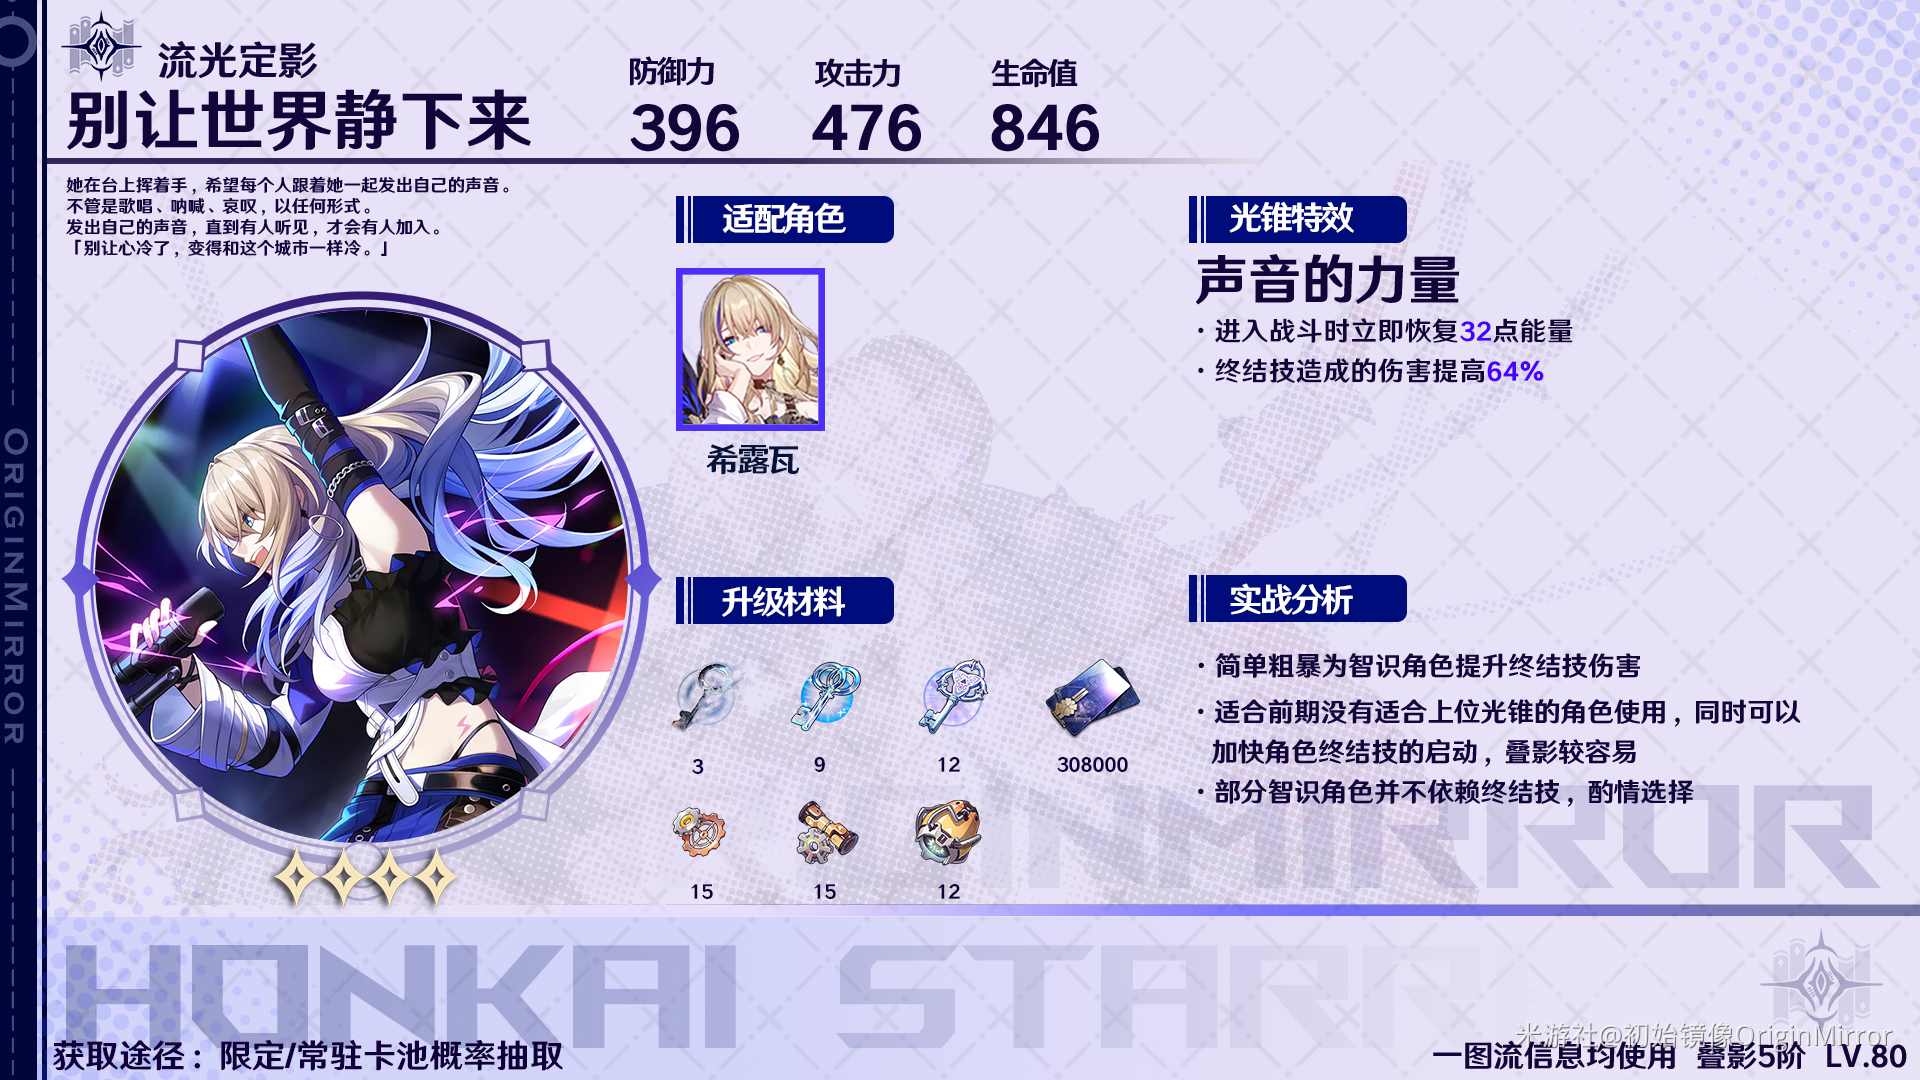 流光定影
别让世界静下来
防御力
396
攻击力
476
生命值
846
她在台上挥着手，希望每个人跟着她一起发出自己的声音。
不管是歌唱、呐喊、哀叹，以任何形式。
发出自己的声音，直到有人听见，才会有人加入。
「别让心冷了，变得和这个城市一样冷。」
适配角色
希露瓦
光锥特效
声音的力量
·进入战斗时立即恢复32点能量
·终结技造成的伤害提高64%
升级材料
3
9
12
308000
15
15
12
实战分析
·简单粗暴为智识角色提升终结技伤害
·适合前期没有适合上位光锥的角色使用，同时可以
加快角色终结技的启动，叠影较容易
·部分智识角色并不依赖终结技，酌情选择
ORIGINMIRROR
INMIRROR
HONKAI STARR
米游社@初始镜像OriginMirror
获取途径：限定/常驻卡池概率抽取
一图流信息均使用 叠影5阶 LV.80